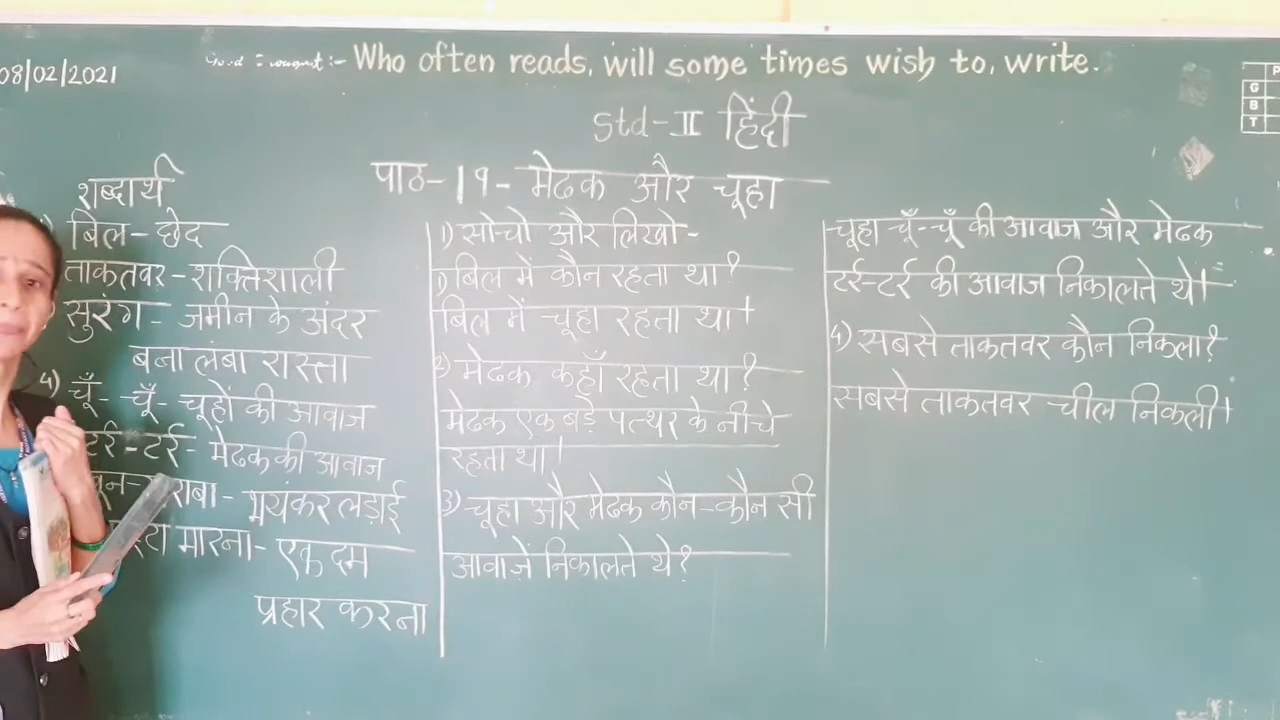 08/02/2021
Good Thought:- Who often reads, will some times wish to, write.
P
G
B
T
Std-II हिंदी
पाठ-19- मेढक और चूहा
शब्दार्थ
बिल- छेद
ताकतवर- शक्तिशाली
सुरंग- जमीन के अंदर
बना लंबा रास्ता
4) चूँ- चूँ- चूहों की आवाज
टर्र-टर्र- मेढक की आवाज
भयंकर लड़ाई
मारना- एक दम
प्रहार करना
1) सोचो और लिखो-
1) बिल में कौन रहता था?
बिल में चूहा रहता था।
2) मेढक कहाँ रहता था?
मेढक एक बड़े पत्थर के नीचे
रहता था।
3) चूहा और मेढक कौन-कौन सी
आवाज़ें निकालते थे?
चूहा चूँ-चूँ की आवाज और मेढक
टर्र-टर्र की आवाज निकालते थे।
4) सबसे ताकतवर कौन निकला?
सबसे ताकतवर चील निकली।